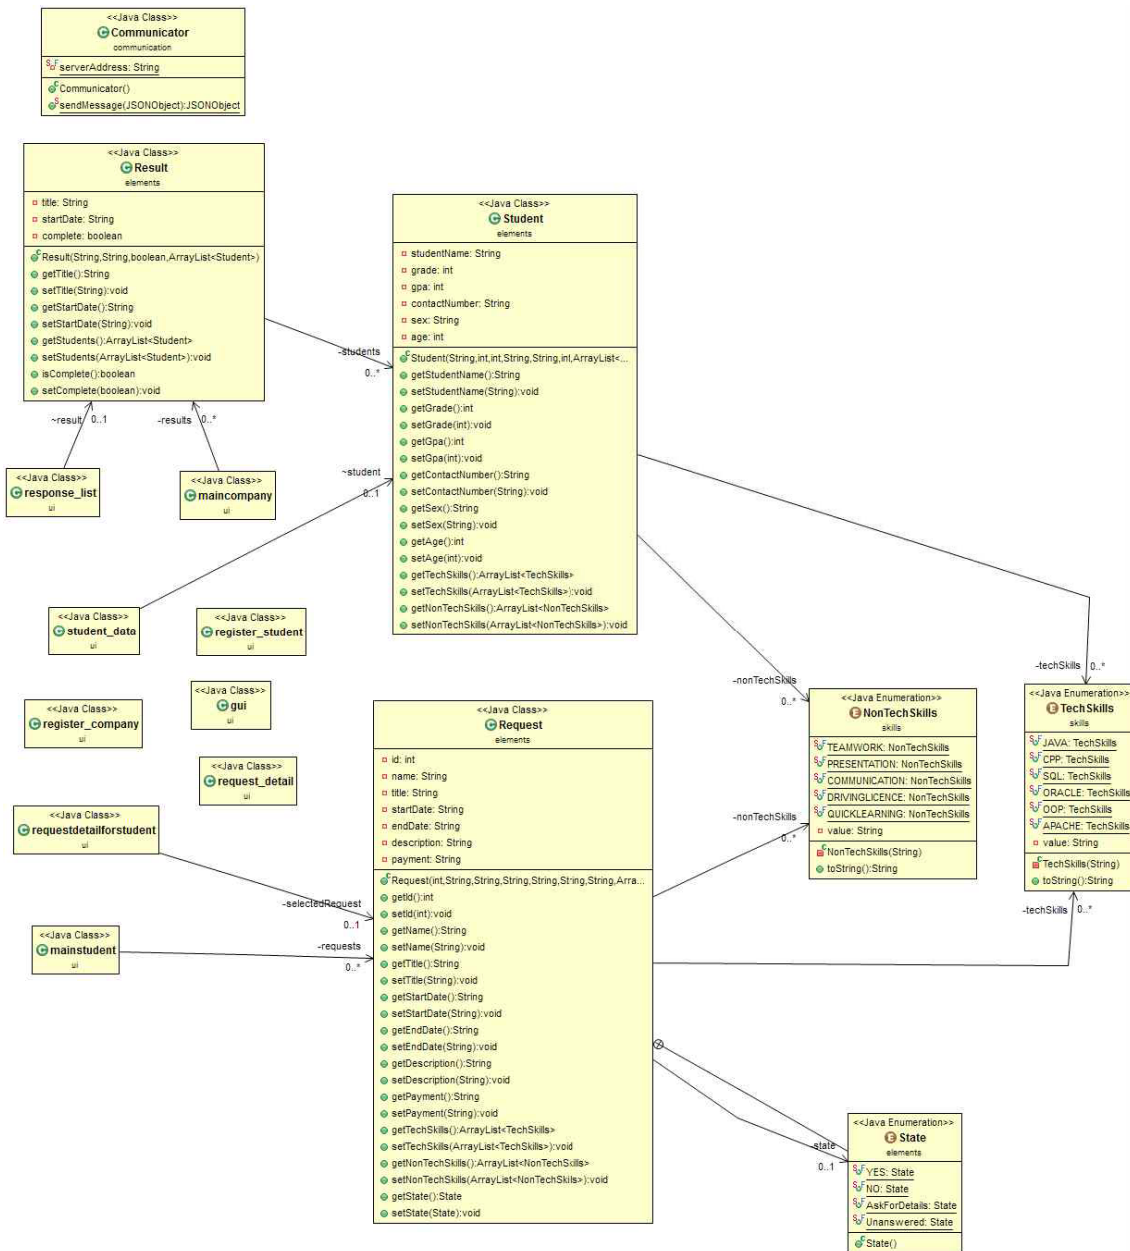 <<Java Class>>
Communicator
communication
serverAddress: String
Communicator()
sendMessage(JSONObject):JSONObject
<<Java Class>>
Result
elements
title: String
startDate: String
complete: boolean
Result(String,String,boolean,ArrayList<Student>)
getTitle():String
setTitle(String):void
getStartDate():String
setStartDate(String):void
getStudents():ArrayList<Student>
setStudents(ArrayList<Student>):void
isComplete():boolean
setComplete(boolean):void
~result
0..1
-results
0..*
<<Java Class>>
response_list
ui
<<Java Class>>
maincompany
ui
-students
0..*
<<Java Class>>
Student
elements
studentName: String
grade: int
gpa: int
contactNumber: String
sex: String
age: int
Student(String,int,int,String,String,int,ArrayList<...
getStudentName():String
setStudentName(String):void
getGrade():int
setGrade(int):void
getGpa():int
setGpa(int):void
getContactNumber():String
setContactNumber(String):void
getSex():String
setSex(String):void
getAge():int
setAge(int):void
getTechSkills():ArrayList<TechSkills>
setTechSkills(ArrayList<TechSkills>):void
getNonTechSkills():ArrayList<NonTechSkills>
setNonTechSkills(ArrayList<NonTechSkills>):void
~student
0..1
<<Java Class>>
student_data
ui
<<Java Class>>
register_student
ui
<<Java Class>>
register_company
ui
<<Java Class>>
gui
ui
<<Java Class>>
request_detail
ui
<<Java Class>>
requestdetailforstudent
ui
<<Java Class>>
mainstudent
ui
-selectedRequest
0..1
-requests
0..*
<<Java Class>>
Request
elements
id: int
name: String
title: String
startDate: String
endDate: String
description: String
payment: String
Request(int,String,String,String,String,String,String,Arra...
getId():int
setId(int):void
getName():String
setName(String):void
getTitle():String
setTitle(String):void
getStartDate():String
setStartDate(String):void
getEndDate():String
setEndDate(String):void
getDescription():String
setDescription(String):void
getPayment():String
setPayment(String):void
getTechSkills():ArrayList<TechSkills>
setTechSkills(ArrayList<TechSkills>):void
getNonTechSkills():ArrayList<NonTechSkills>
setNonTechSkills(ArrayList<NonTechSkills>):void
getState():State
setState(State):void
-nonTechSkills
0..*
<<Java Enumeration>>
NonTechSkills
skills
TEAMWORK: NonTechSkills
PRESENTATION: NonTechSkills
COMMUNICATION: NonTechSkills
DRIVINGLICENCE: NonTechSkills
QUICKLEARNING: NonTechSkills
value: String
NonTechSkills(String)
toString():String
-nonTechSkills
0..*
-techSkills
0..*
<<Java Enumeration>>
TechSkills
skills
JAVA: TechSkills
CPP: TechSkills
SQL: TechSkills
ORACLE: TechSkills
OOP: TechSkills
APACHE: TechSkills
value: String
TechSkills(String)
toString():String
-techSkills
0..*
-state
0..1
<<Java Enumeration>>
State
elements
YES: State
NO: State
AskForDetails: State
Unanswered: State
State()